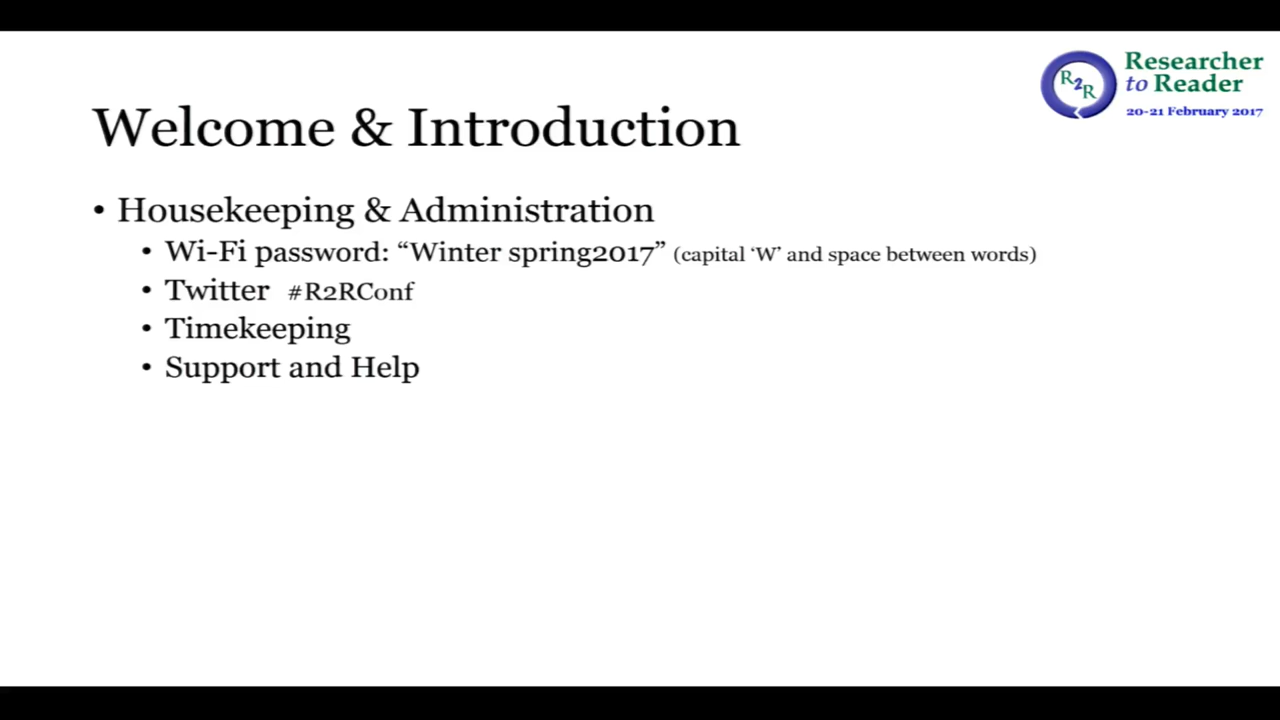 R2R
Researcher
to Reader
20-21 February 2017
Welcome & Introduction
• Housekeeping & Administration
• Wi-Fi password: “Winter spring2017” (capital ‘W’ and space between words)
• Twitter #R2RConf
• Timekeeping
• Support and Help